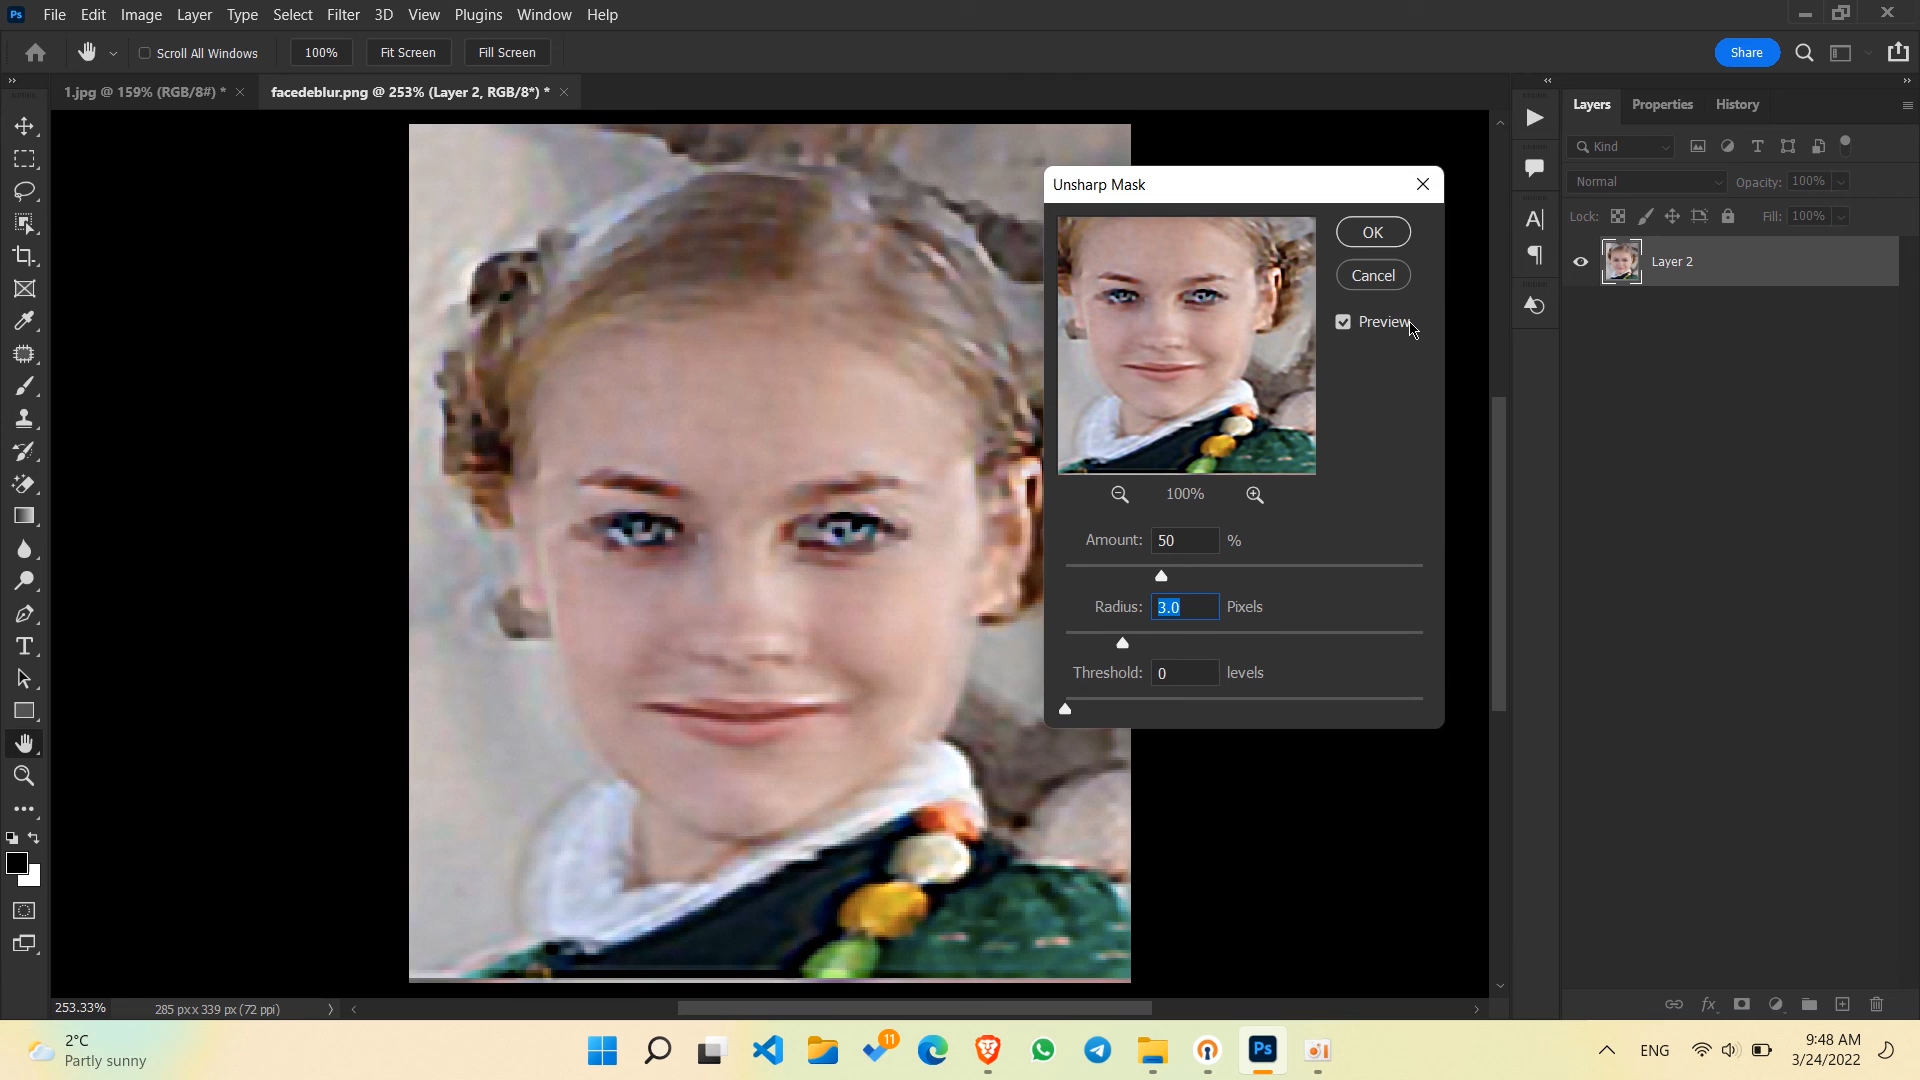 Ps File Edit Image Layer Type Select Filter 3D View Plugins Window Help
Scroll All Windows 100% Fit Screen Fill Screen Share
1.jpg @ 159% (RGB/8#) * facedeblur.png @ 253% (Layer 2, RGB/8*) *
Layers Properties History
Kind
Normal Opacity: 100%
Lock: Fill: 100%
Layer 2
Unsharp Mask
OK
Cancel
Preview
100%
Amount: 50 %
Radius: 3.0 Pixels
Threshold: 0 levels
253.33% 285 px x 339 px (72 ppi)
2°C
Partly sunny
11
Ps
ENG
9:48 AM
3/24/2022